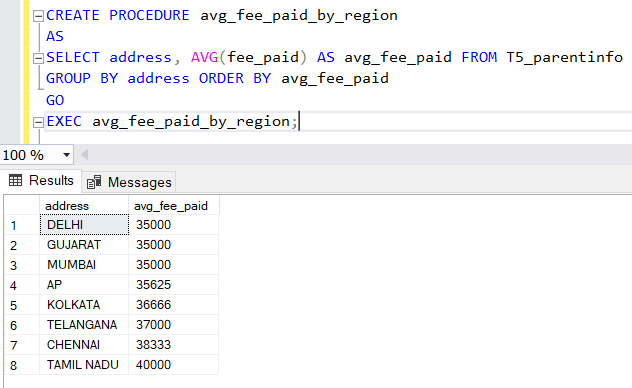 CREATE PROCEDURE avg_fee_paid_by_region
AS
SELECT address, AVG(fee_paid) AS avg_fee_paid FROM T5_parentinfo
GROUP BY address ORDER BY avg_fee_paid
GO
EXEC avg_fee_paid_by_region;
100 %
Results Messages
address avg_fee_paid
1 DELHI 35000
2 GUJARAT 35000
3 MUMBAI 35000
4 AP 35625
5 KOLKATA 36666
6 TELANGANA 37000
7 CHENNAI 38333
8 TAMIL NADU 40000